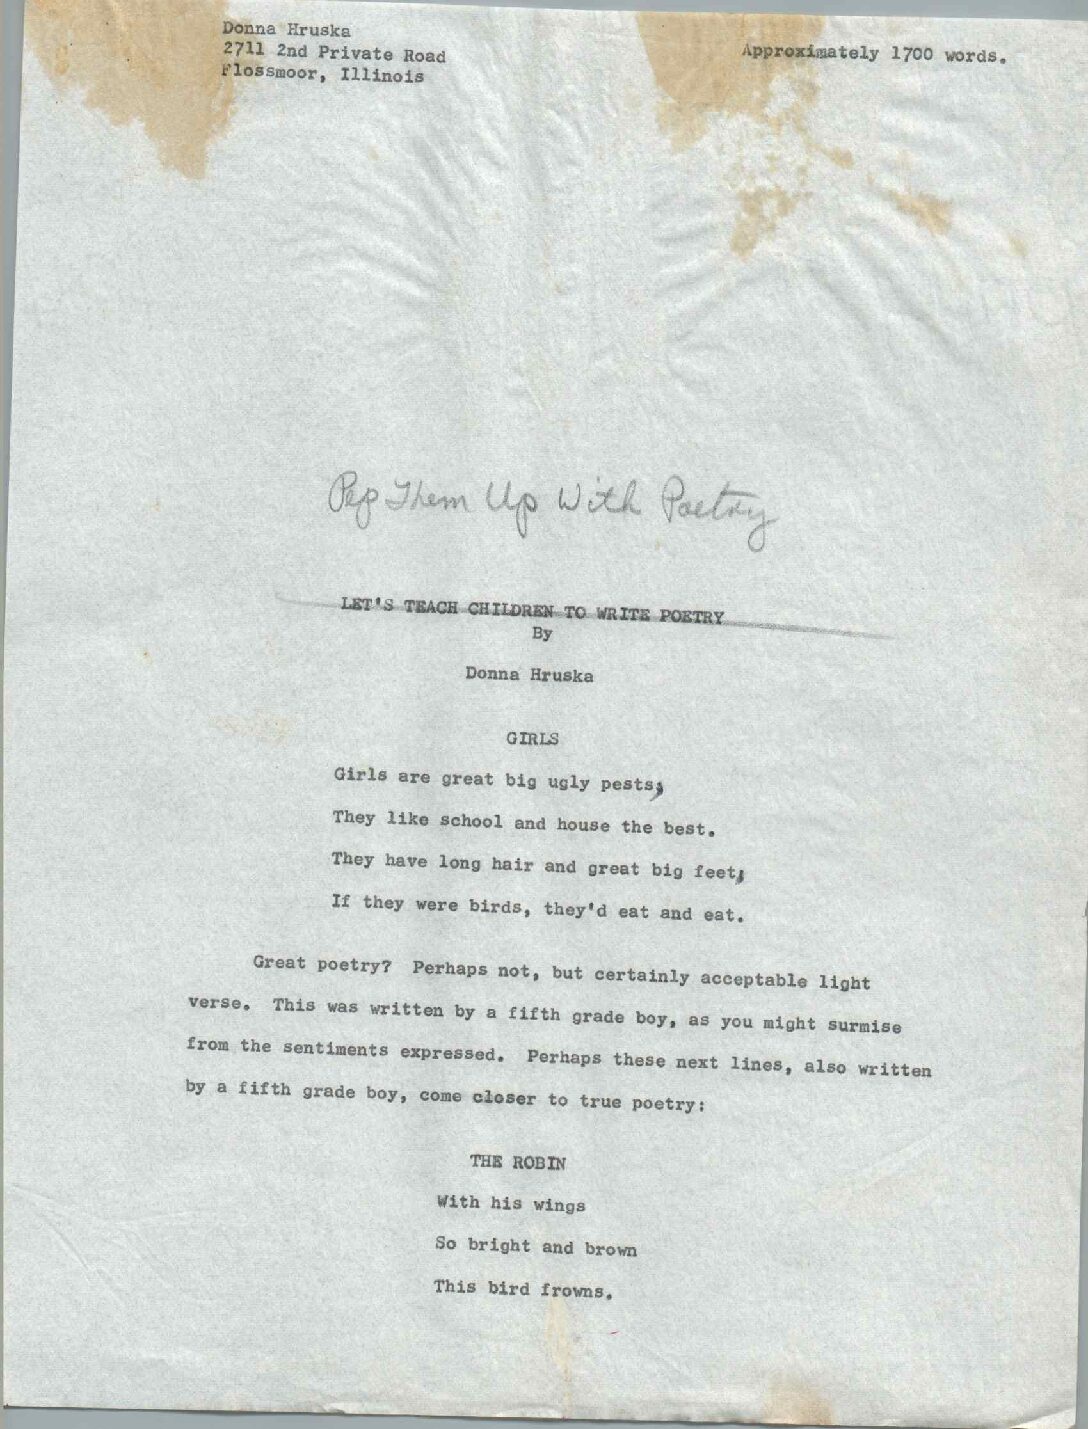 Donna Hruska
2711 2nd Private Road
Flossmoor, Illinois
Approximately 1700 words.
Pep Them Up With Poetry
LET'S TEACH CHILDREN TO WRITE POETRY
By
Donna Hruska
GIRLS
Girls are great big ugly pests;
They like school and house the best.
They have long hair and great big feet;
If they were birds, they'd eat and eat.
Great poetry? Perhaps not, but certainly acceptable light
verse. This was written by a fifth grade boy, as you might surmise
from the sentiments expressed. Perhaps these next lines, also written
by a fifth grade boy, come closer to true poetry:
THE ROBIN
With his wings
So bright and brown
This bird frowns.